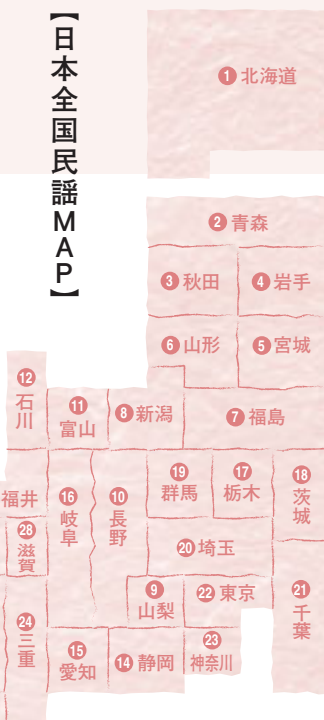 【日本全国民謡MAP】
1 北海道
2 青森
3 秋田
4 岩手
6 山形
5 宮城
12 石川
11 富山
8 新潟
7 福島
福井
16 岐阜
10 長野
19 群馬
17 栃木
18 茨城
28 滋賀
20 埼玉
9 山梨
22 東京
21 千葉
24 三重
15 愛知
14 静岡
23 神奈川